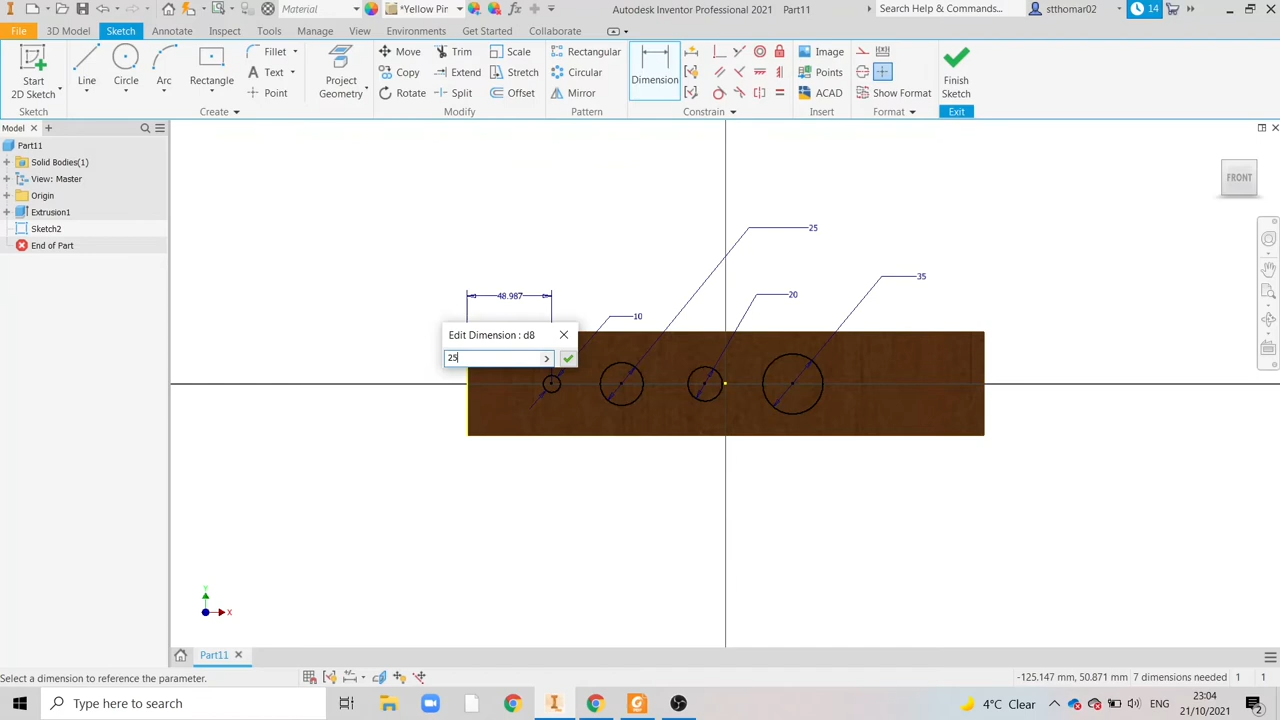 Material
*Yellow Pin
Autodesk Inventor Professional 2021 Part11
Search Help & Commands...
stthomar02
14
File
3D Model
Sketch
Annotate
Inspect
Tools
Manage
View
Environments
Get Started
Collaborate
Start
2D Sketch
Line
Circle
Arc
Rectangle
Fillet
Text
Point
Project
Geometry
Move
Copy
Rotate
Trim
Extend
Split
Scale
Stretch
Offset
Rectangular
Circular
Mirror
Dimension
Image
Points
ACAD
Show Format
Finish
Sketch
Sketch
Create
Modify
Pattern
Constrain
Insert
Format
Exit
Model
Part11
Solid Bodies(1)
View: Master
Origin
Extrusion1
Sketch2
End of Part
FRONT
25
35
48.987
20
10
Edit Dimension : d8
25
Y
X
Part11
Select a dimension to reference the parameter.
-125.147 mm, 50.871 mm
7 dimensions needed
1
1
Type here to search
4°C Clear
ENG
23:04
21/10/2021
2